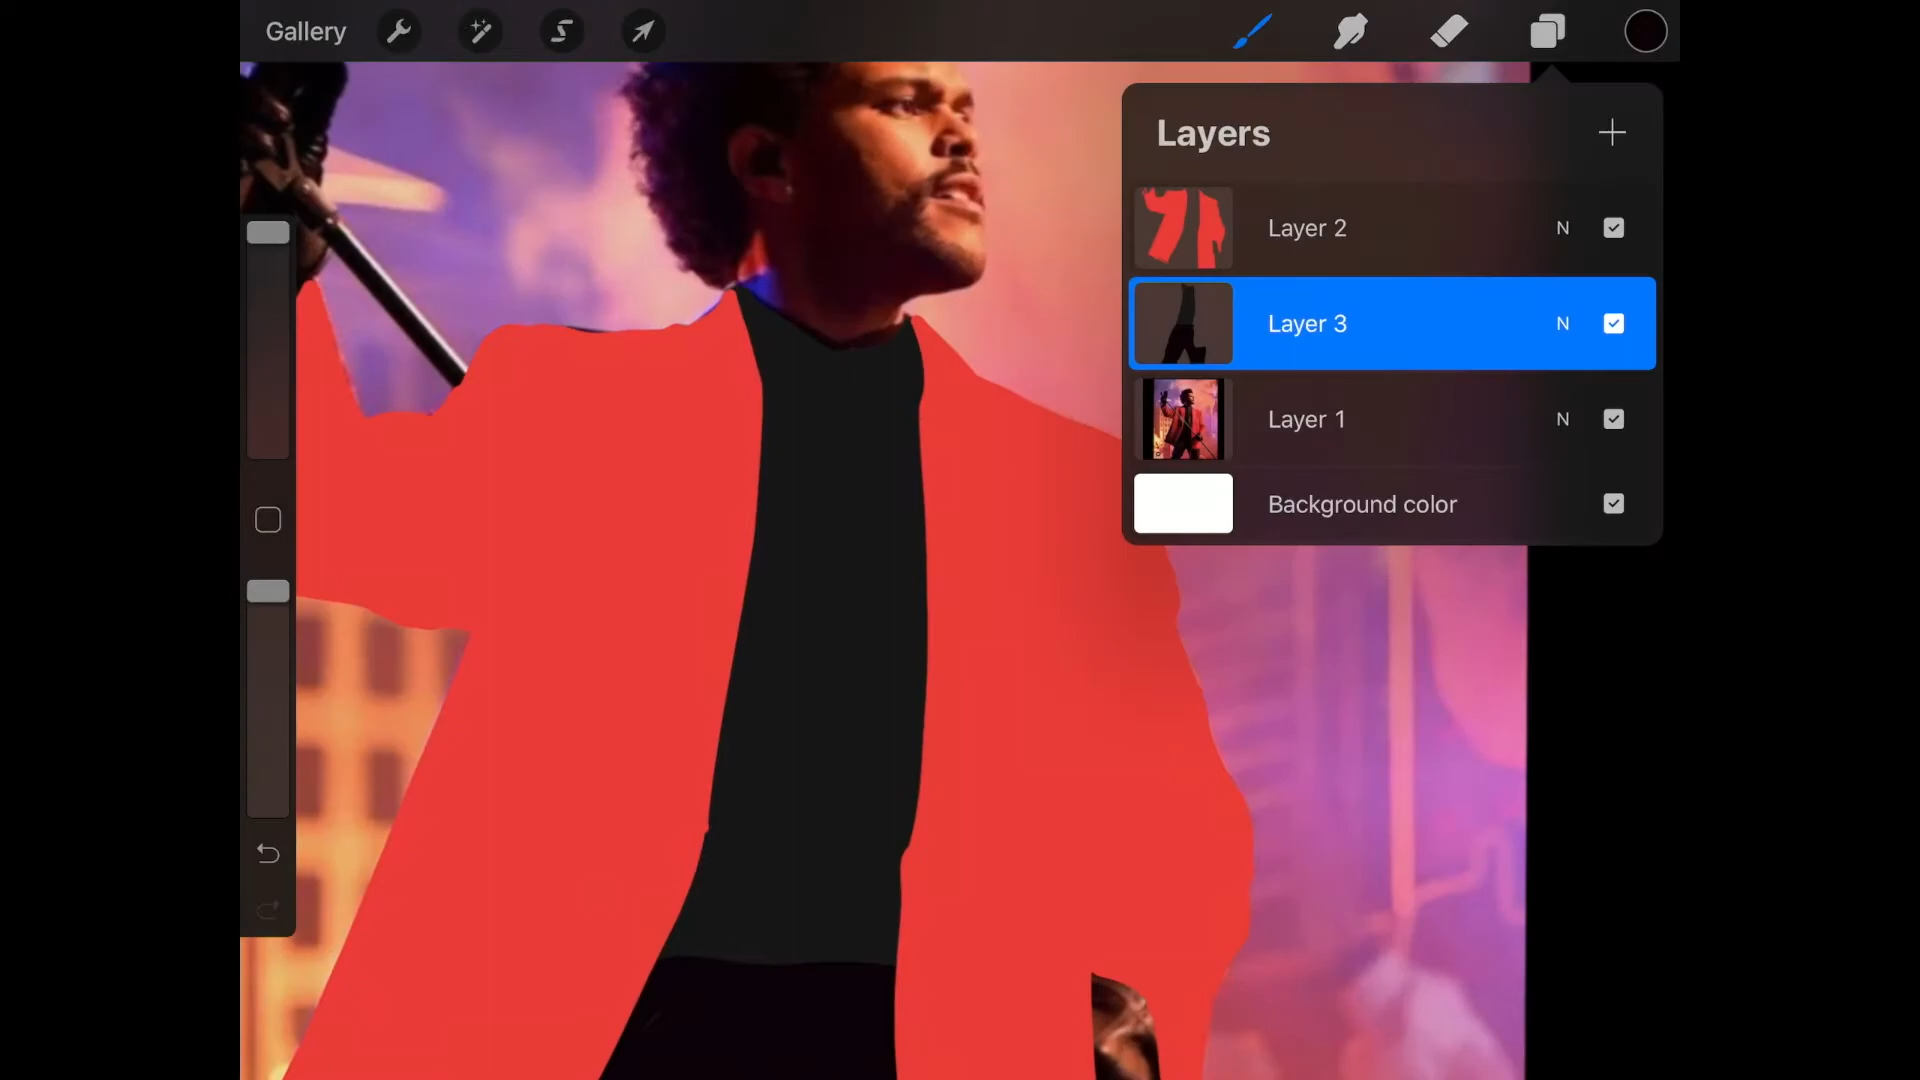 Gallery
Layers
Layer 2 N
Layer 3 N
Layer 1 N
Background color